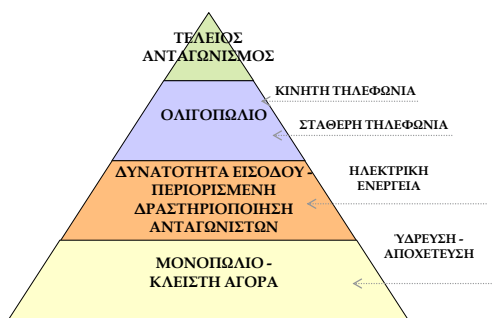 ΤΕΛΕΙΟΣ
ΑΝΤΑΓΩΝΙΣΜΟΣ
ΚΙΝΗΤΗ ΤΗΛΕΦΩΝΙΑ
ΟΛΙΓΟΠΩΛΙΟ
ΣΤΑΘΕΡΗ ΤΗΛΕΦΩΝΙΑ
ΔΥΝΑΤΟΤΗΤΑ ΕΙΣΟΔΟΥ -
ΠΕΡΙΟΡΙΣΜΕΝΗ
ΔΡΑΣΤΗΡΙΟΠΟΙΗΣΗ
ΑΝΤΑΓΩΝΙΣΤΩΝ
ΗΛΕΚΤΡΙΚΗ
ΕΝΕΡΓΕΙΑ
ΎΔΡΕΥΣΗ -
ΑΠΟΧΕΤΕΥΣΗ
ΜΟΝΟΠΩΛΙΟ -
ΚΛΕΙΣΤΗ ΑΓΟΡΑ